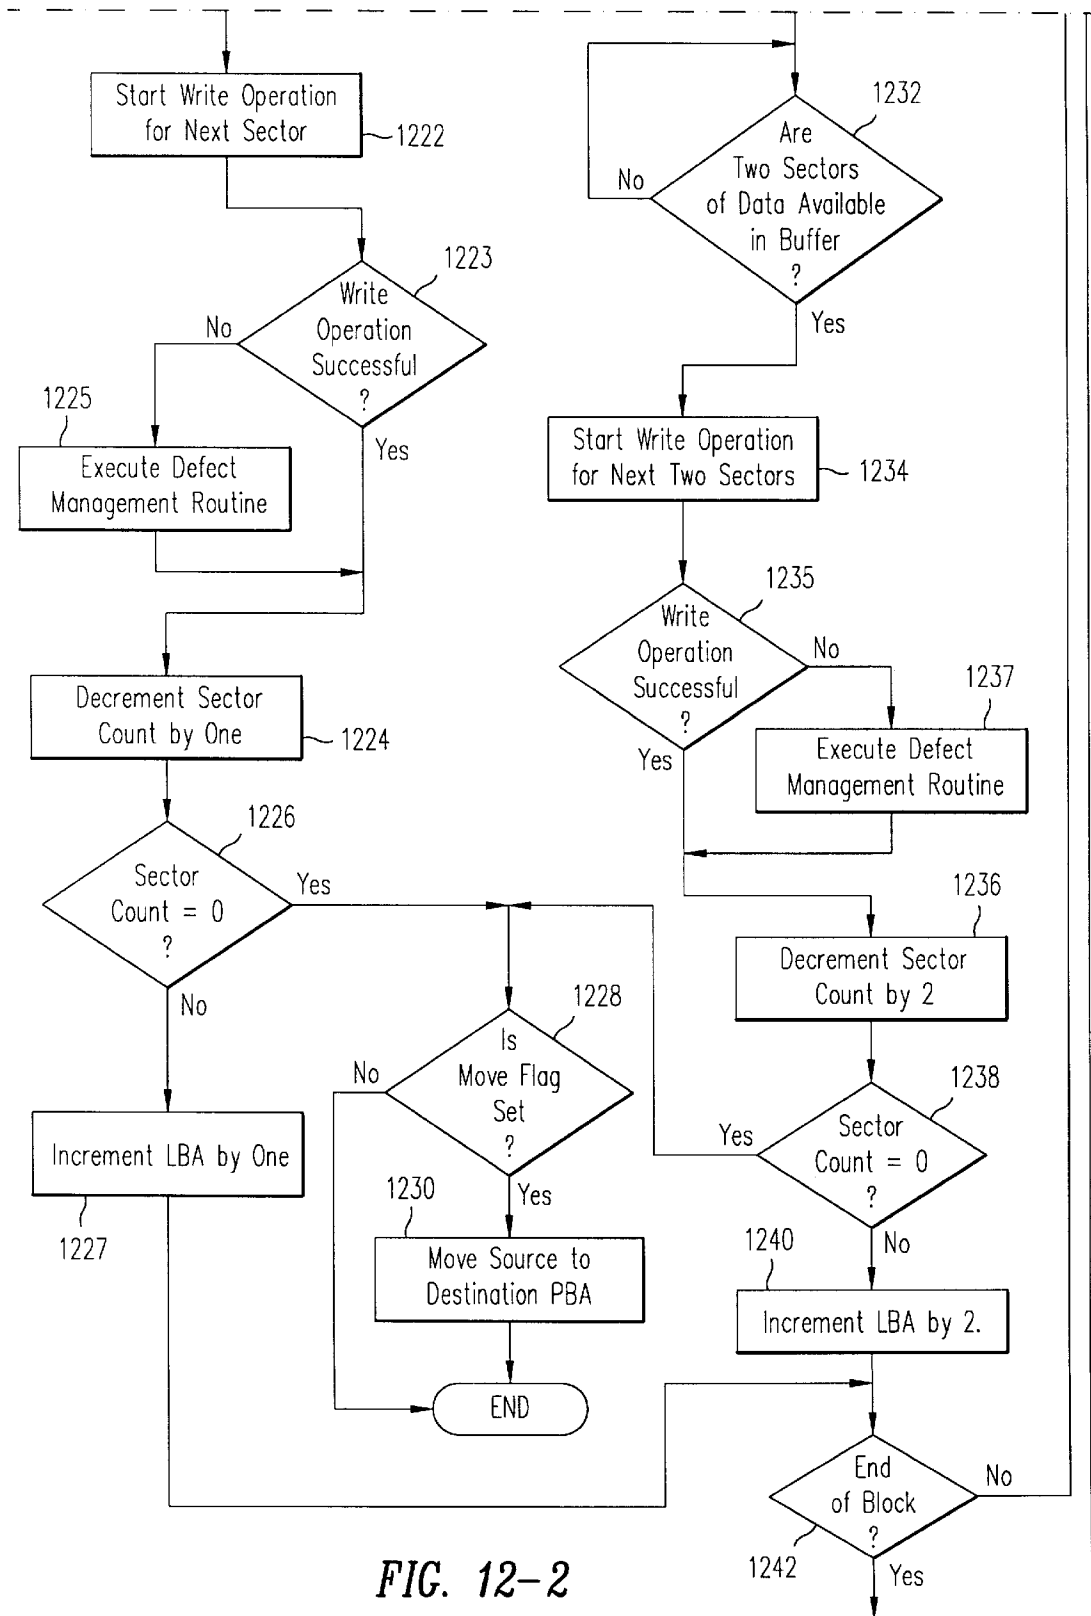 Start Write Operation
for Next Sector
1222
Write
Operation
Successful
?
1223
No
Yes
1225
Execute Defect
Management Routine
Decrement Sector
Count by One
1224
Sector
Count = 0
?
1226
Yes
No
Increment LBA by One
1227
Is
Move Flag
Set
?
1228
No
Yes
1230
Move Source to
Destination PBA
END
Are
Two Sectors
of Data Available
in Buffer
?
1232
No
Yes
Start Write Operation
for Next Two Sectors
1234
Write
Operation
Successful
?
1235
No
Yes
1237
Execute Defect
Management Routine
1236
Decrement Sector
Count by 2
1238
Sector
Count = 0
?
Yes
No
1240
Increment LBA by 2.
End
of Block
?
No
1242
Yes
FIG. 12-2